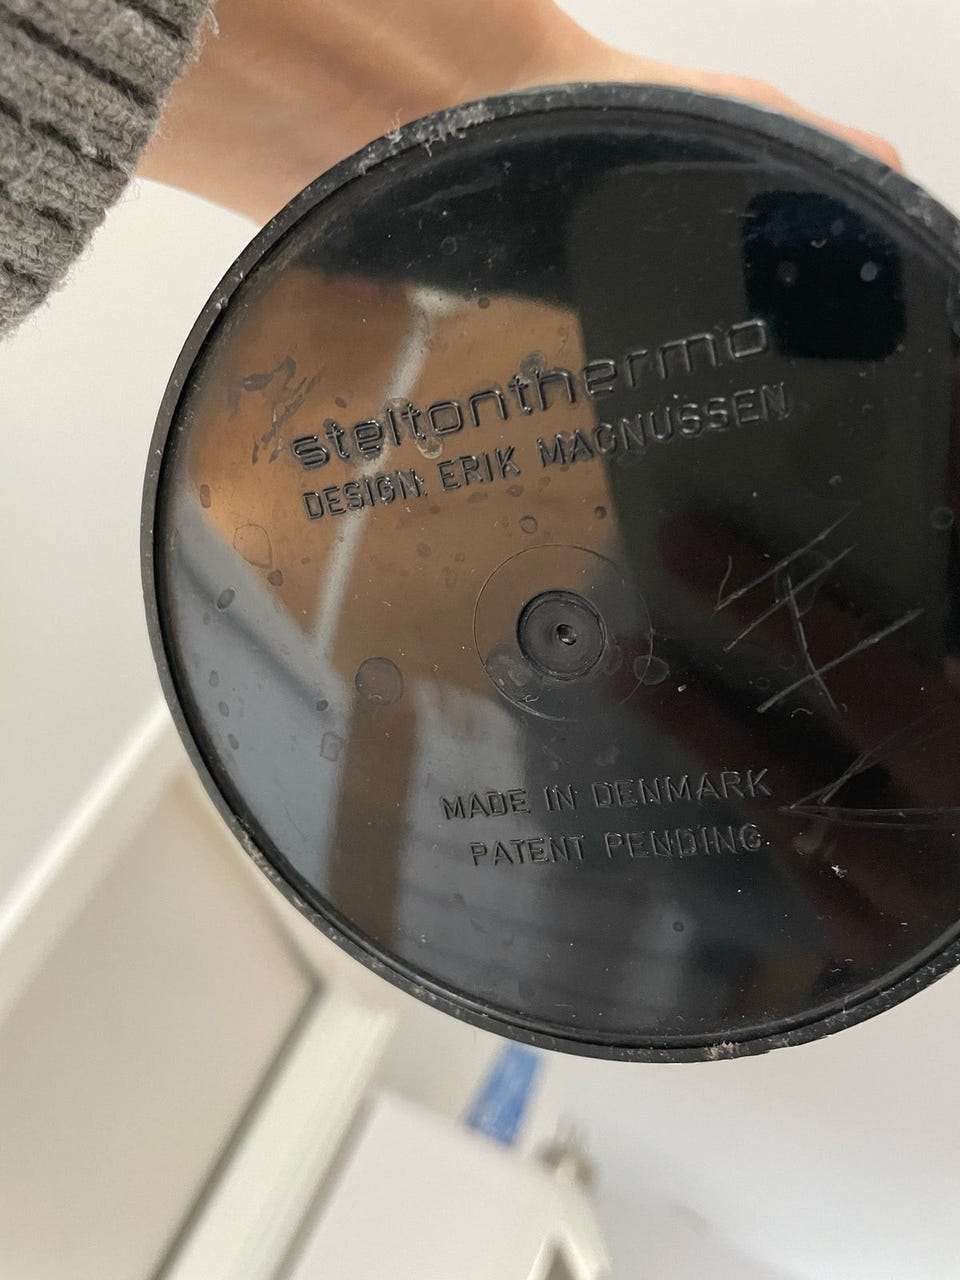 steltonthermo
DESIGN: ERIK MAGNUSSEN
MADE IN DENMARK
PATENT PENDING